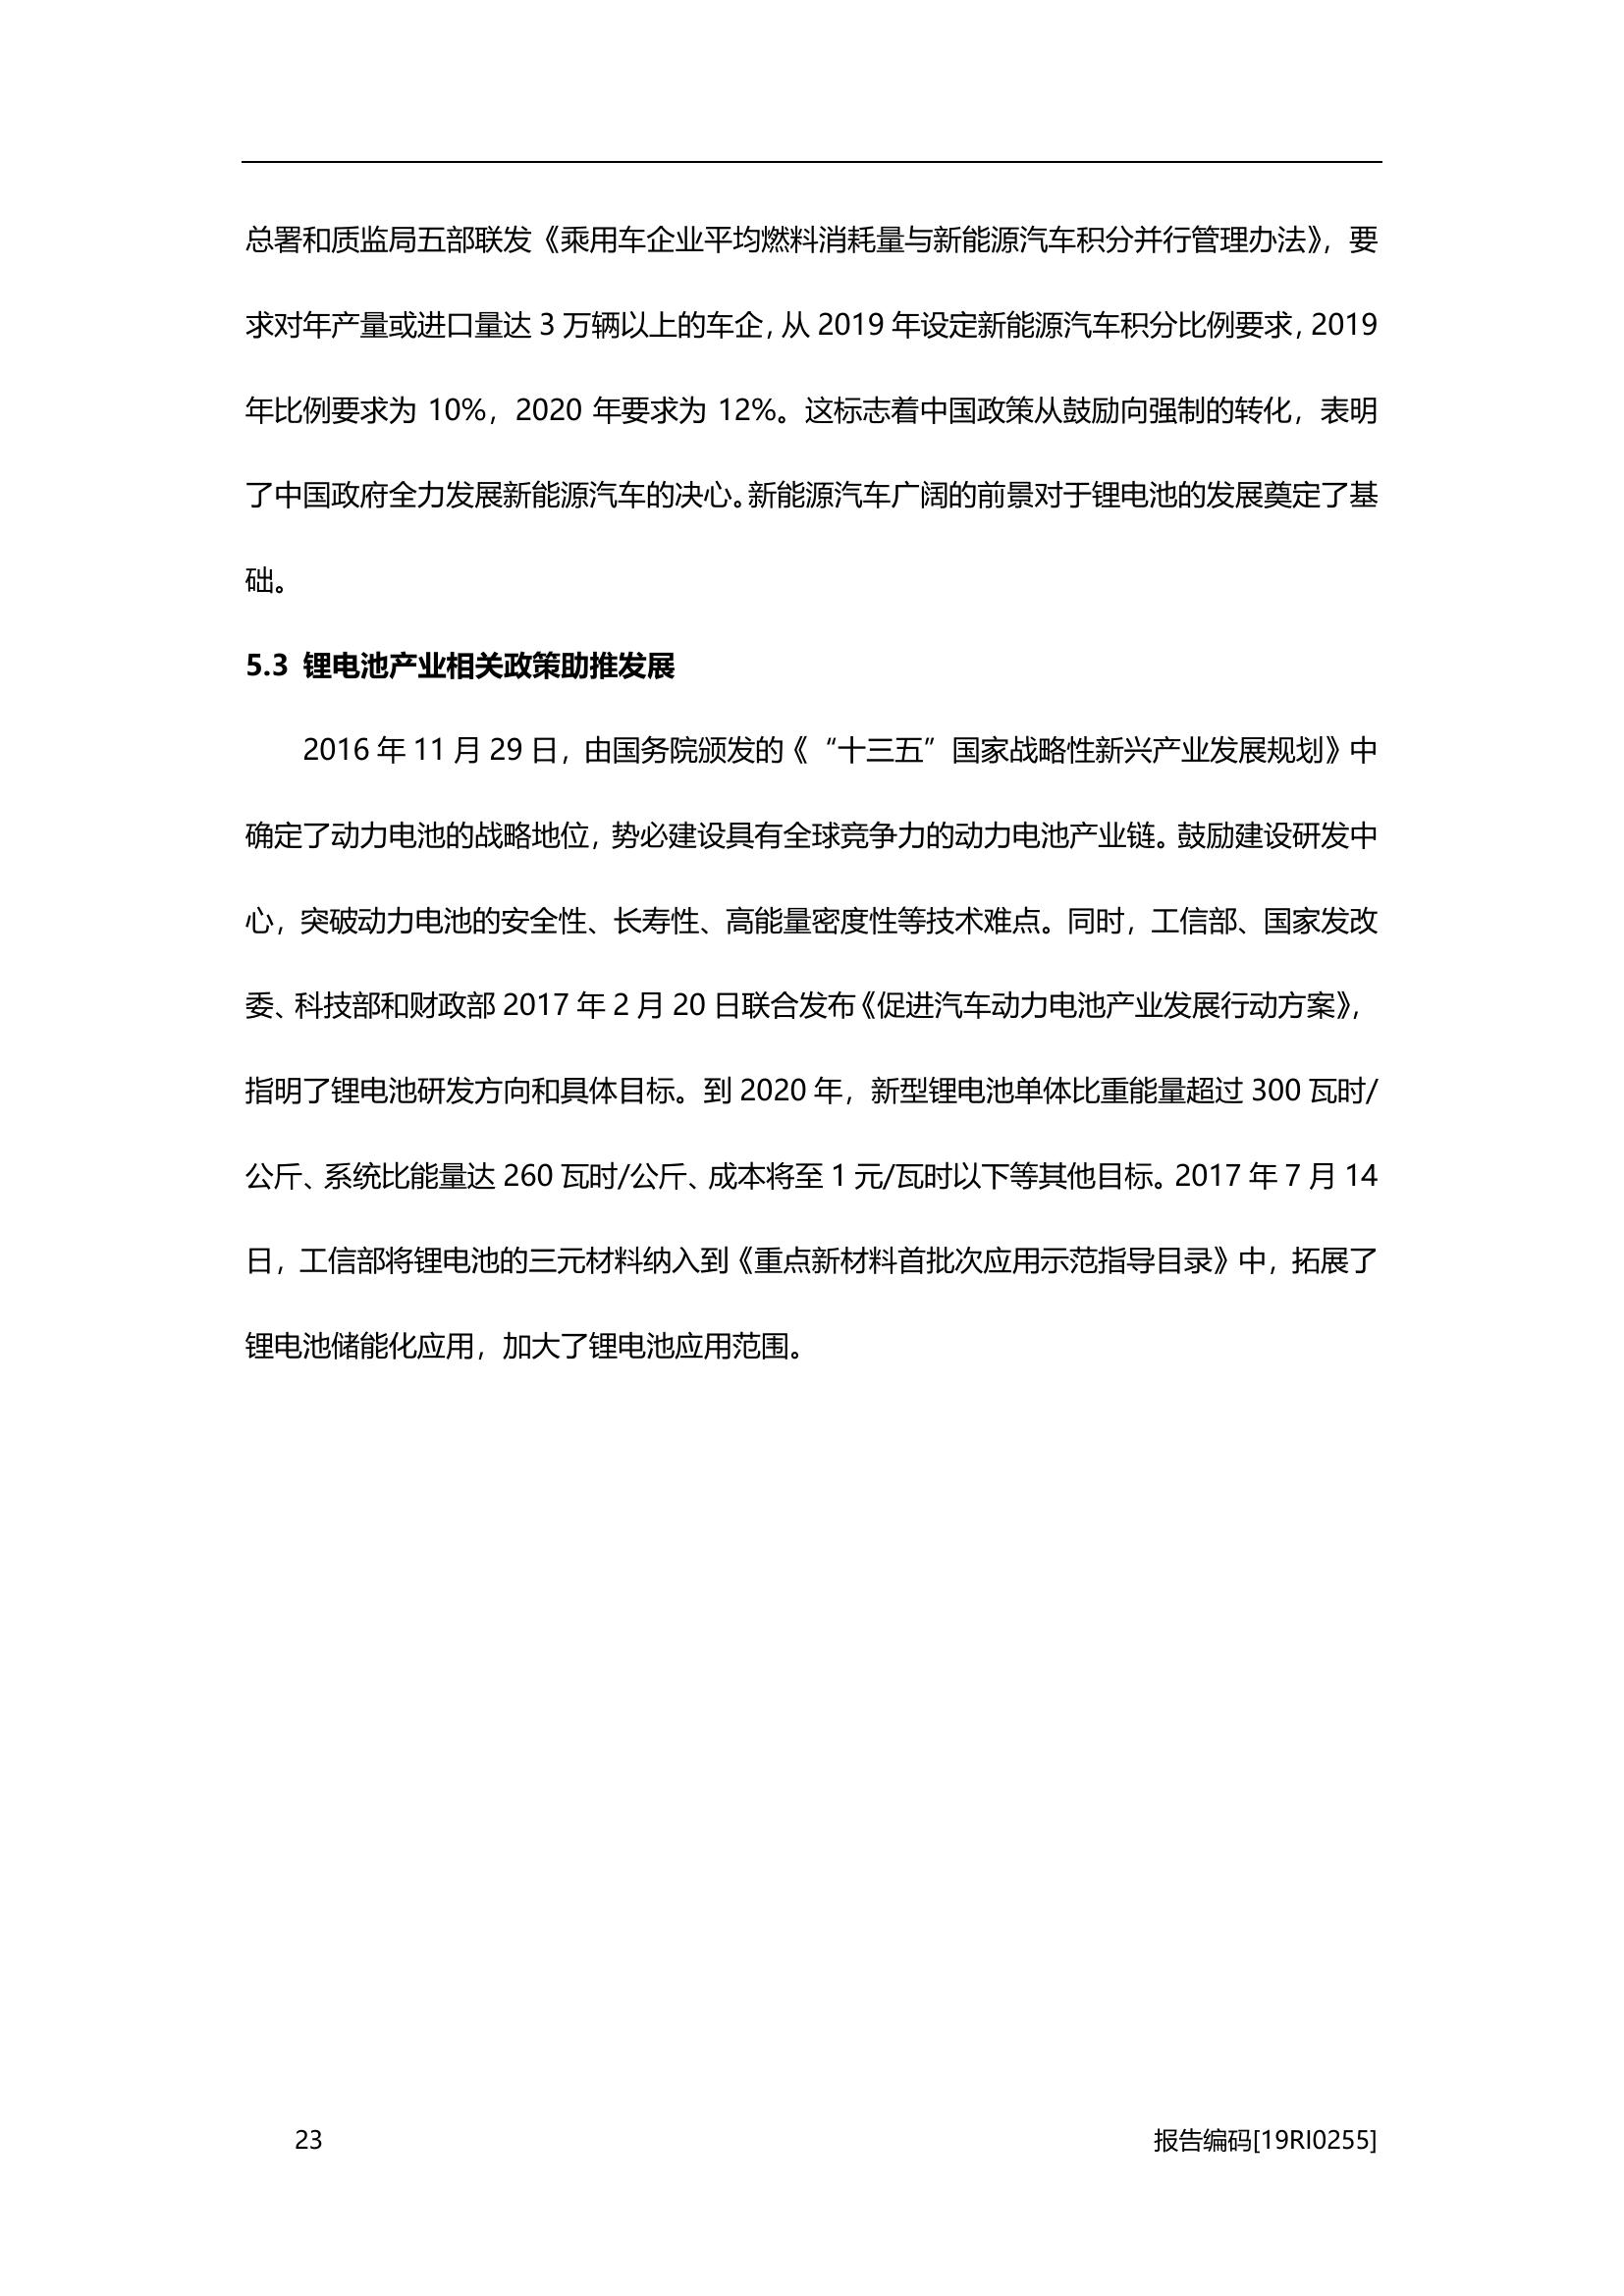 总署和质监局五部联发《乘用车企业平均燃料消耗量与新能源汽车积分并行管理办法》，要
求对年产量或进口量达 3 万辆以上的车企，从 2019 年设定新能源汽车积分比例要求，2019
年比例要求为 10%，2020 年要求为 12%。这标志着中国政策从鼓励向强制的转化，表明
了中国政府全力发展新能源汽车的决心。新能源汽车广阔的前景对于锂电池的发展奠定了基
础。
5.3 锂电池产业相关政策助推发展
2016 年 11 月 29 日，由国务院颁发的《“十三五”国家战略性新兴产业发展规划》中
确定了动力电池的战略地位，势必建设具有全球竞争力的动力电池产业链。鼓励建设研发中
心，突破动力电池的安全性、长寿性、高能量密度性等技术难点。同时，工信部、国家发改
委、科技部和财政部 2017 年 2 月 20 日联合发布《促进汽车动力电池产业发展行动方案》，
指明了锂电池研发方向和具体目标。到 2020 年，新型锂电池单体比重能量超过 300 瓦时/
公斤、系统比能量达 260 瓦时/公斤、成本将至 1 元/瓦时以下等其他目标。2017 年 7 月 14
日，工信部将锂电池的三元材料纳入到《重点新材料首批次应用示范指导目录》中，拓展了
锂电池储能化应用，加大了锂电池应用范围。
23 报告编码[19RI0255]